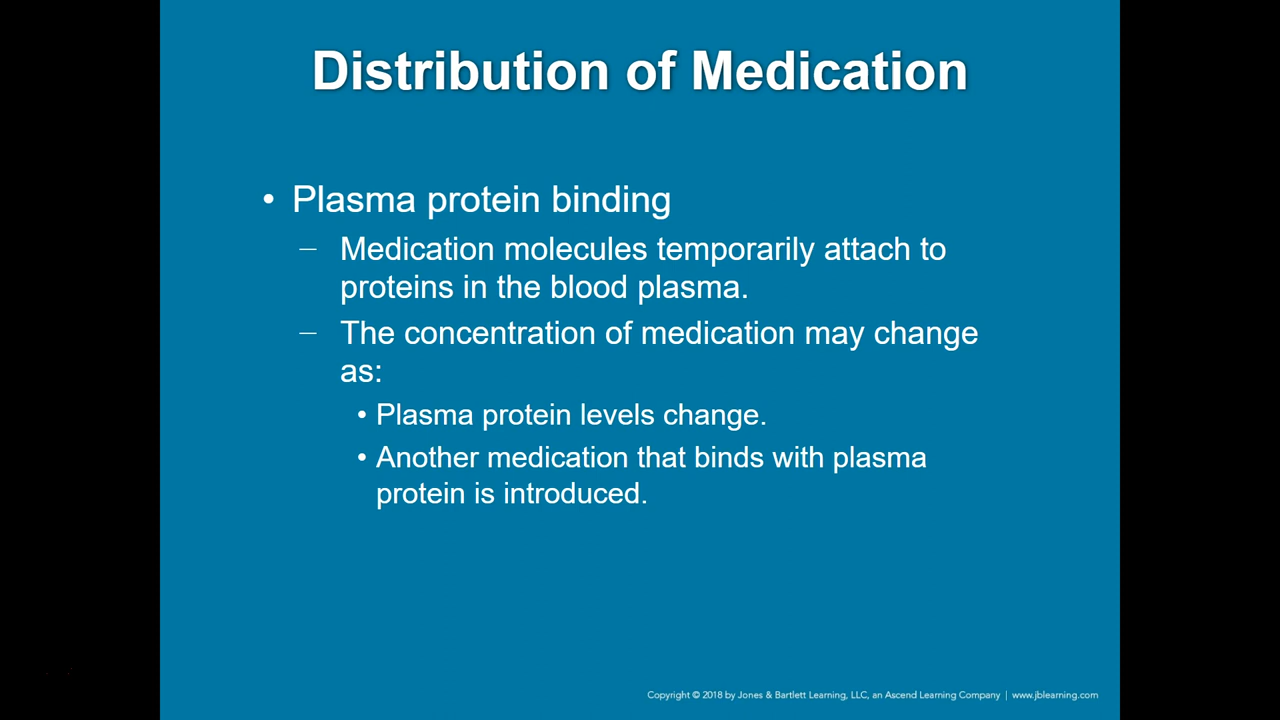 Distribution of Medication
• Plasma protein binding
– Medication molecules temporarily attach to
proteins in the blood plasma.
– The concentration of medication may change
as:
• Plasma protein levels change.
• Another medication that binds with plasma
protein is introduced.
Copyright © 2018 by Jones & Bartlett Learning, LLC, an Ascend Learning Company | www.jblearning.com